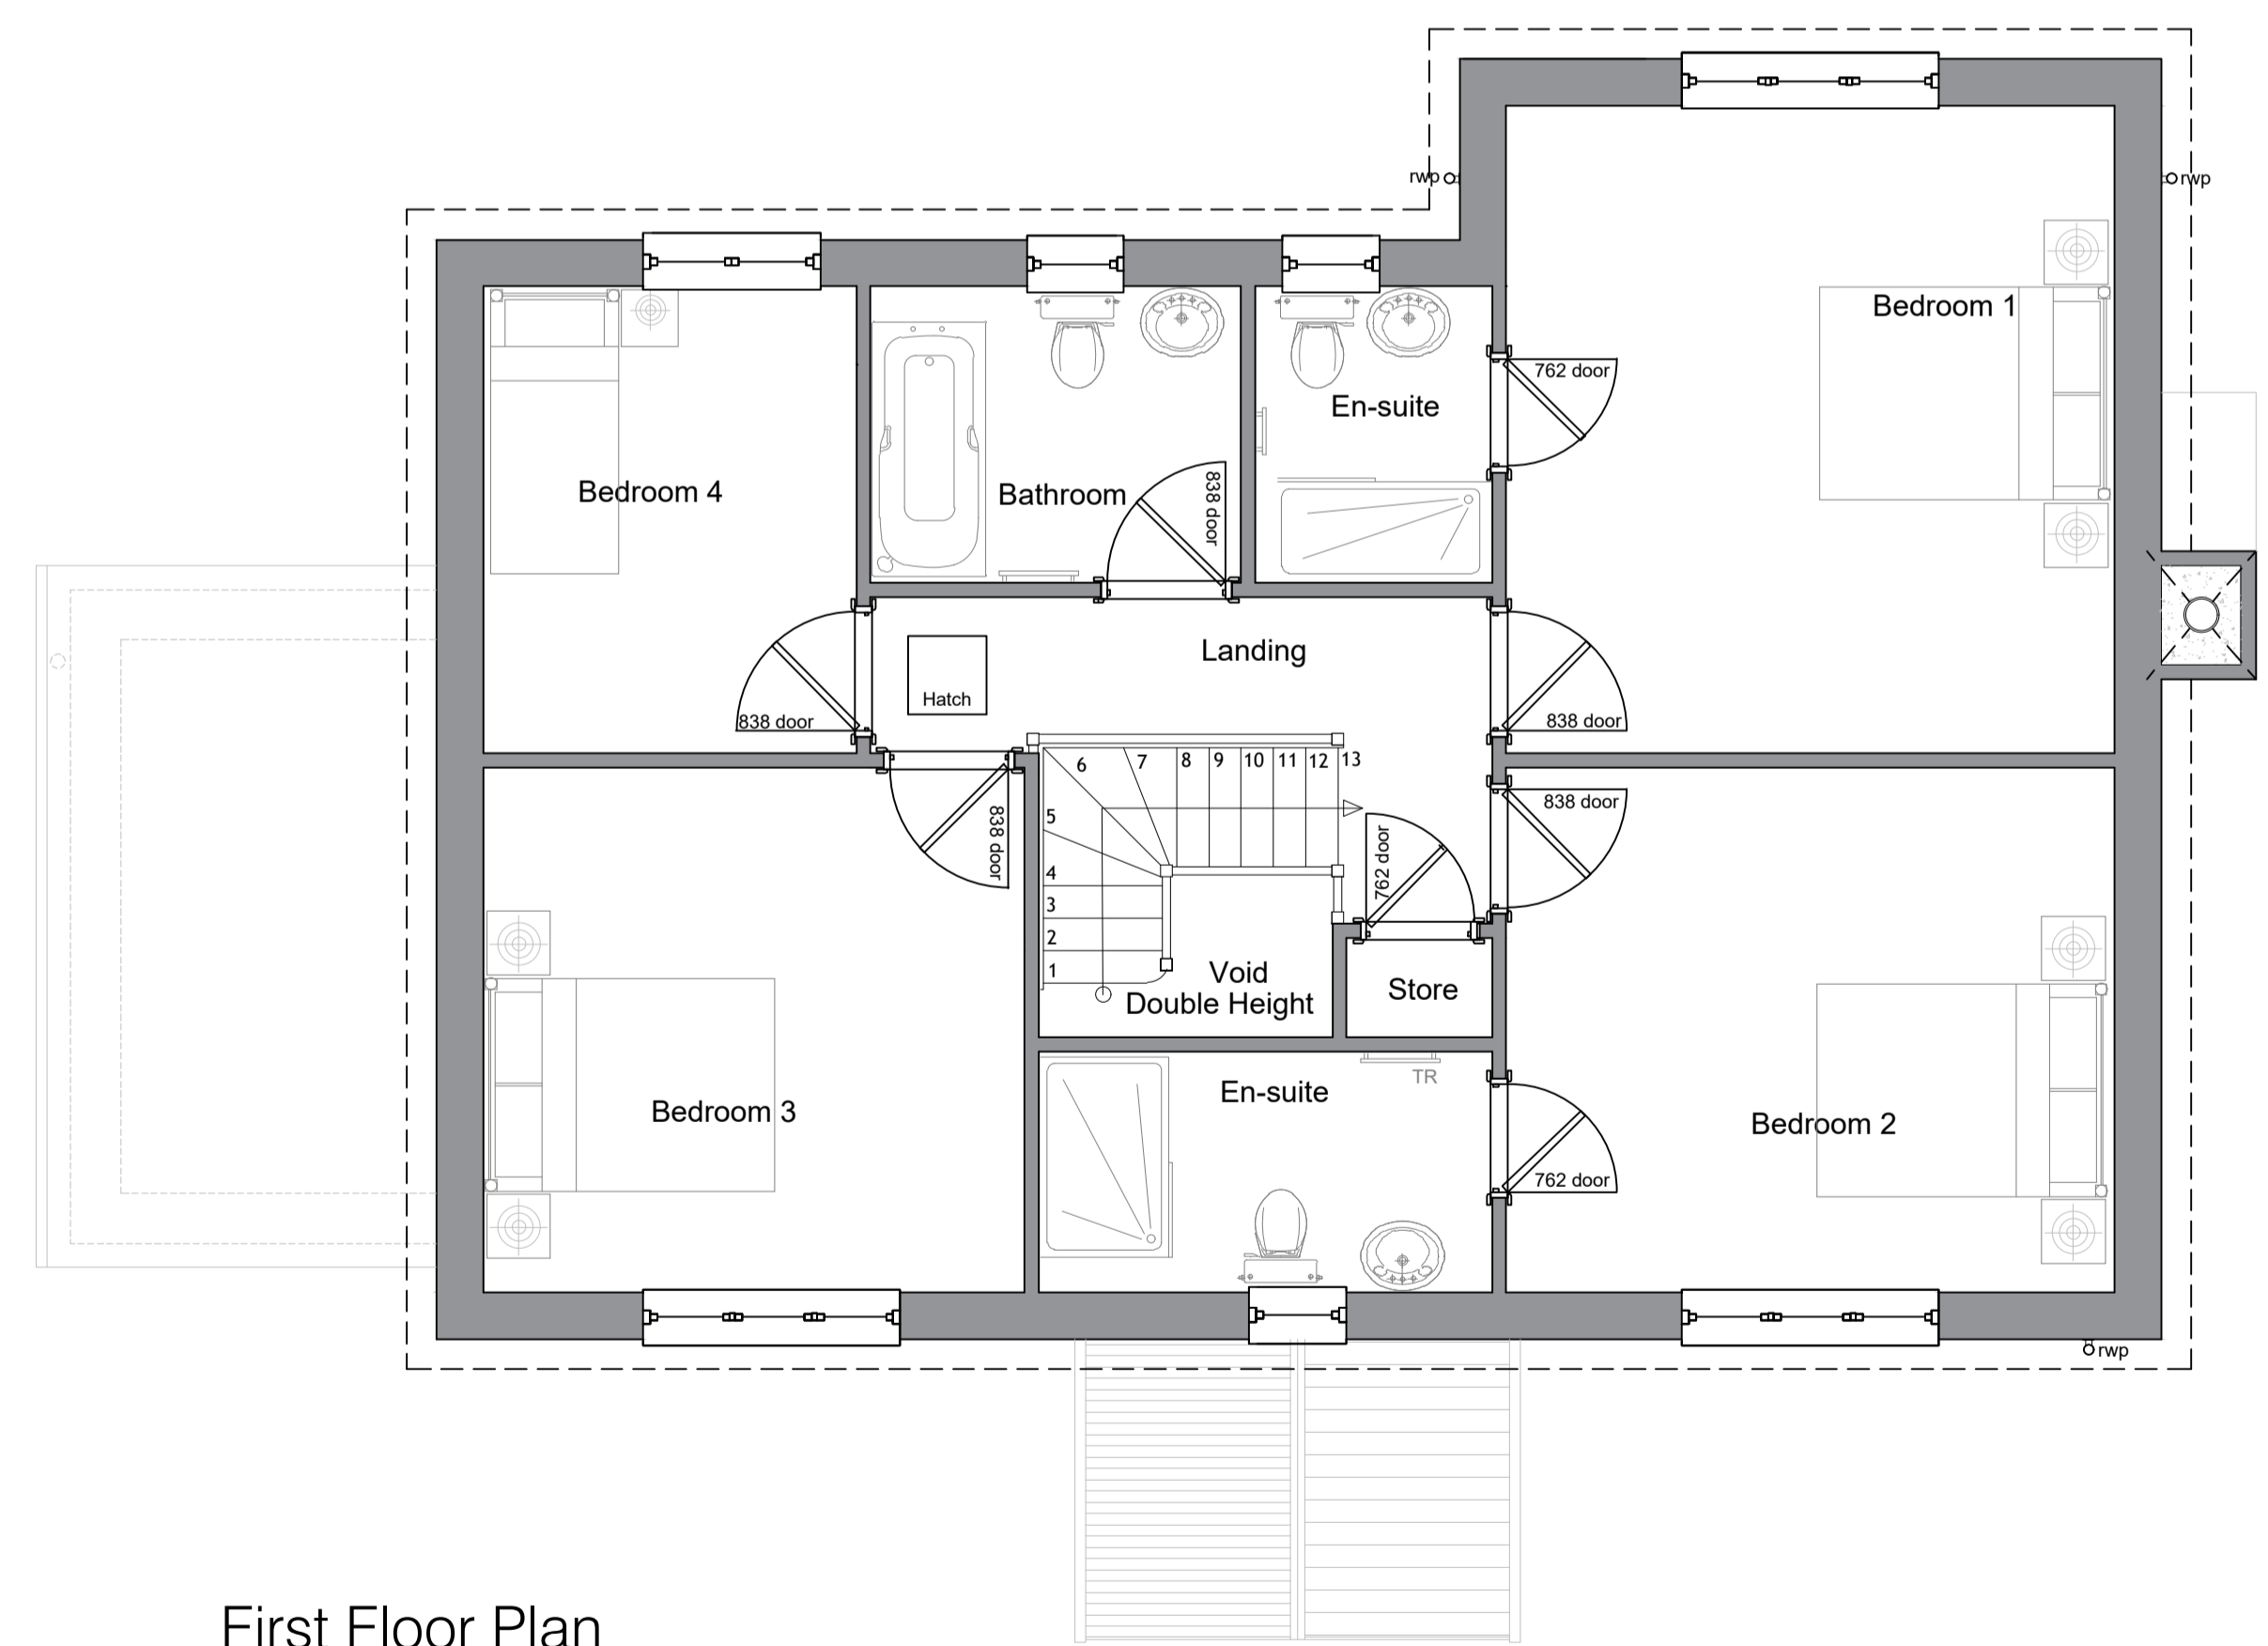 rwp
rwp
Bedroom 1
762 door
En-suite
838 door
Bedroom 4
Bathroom
Landing
Hatch
838 door
838 door
6
7
8
9
10
11
12
13
838 door
5
838 door
762 door
4
3
2
1
Void
Double Height
Store
TR
En-suite
Bedroom 3
Bedroom 2
762 door
rwp
First Floor Plan